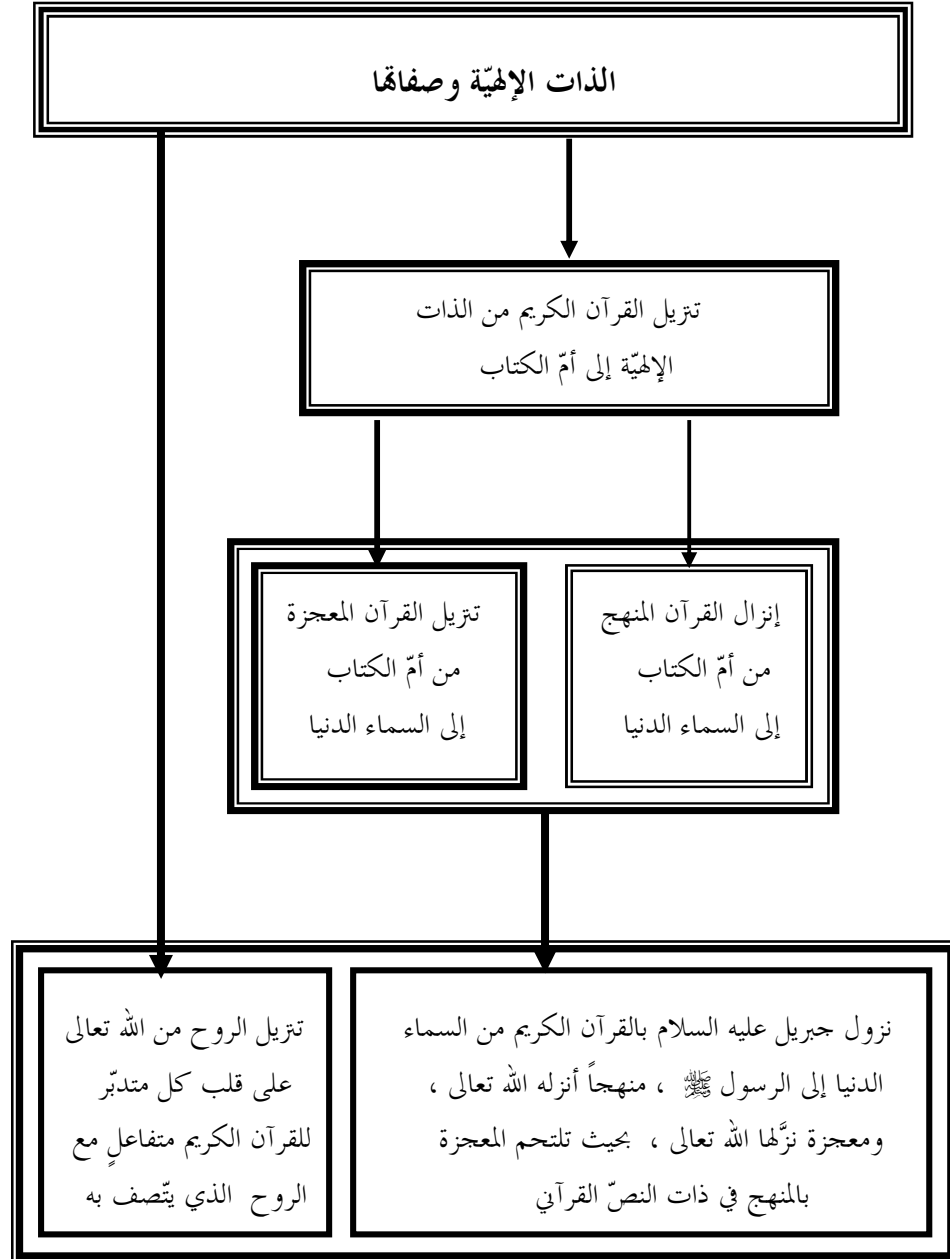 الذات الإلهيّة وصفاتها
تنزيل القرآن الكريم من الذات
الإلهيّة إلى أمّ الكتاب
إنزال القرآن المنهج
من أمّ الكتاب
إلى السماء الدنيا
تنزيل القرآن المعجزة
من أمّ الكتاب
إلى السماء الدنيا
نزول جبريل عليه السلام بالقرآن الكريم من السماء
الدنيا إلى الرسول ﷺ ، منهجاً أنزله الله تعالى ،
ومعجزة نزَّلها الله تعالى ، بحيث تلتحم المعجزة
بالمنهج في ذات النصّ القرآني
تنزيل الروح من الله تعالى
على قلب كل متدبّر
للقرآن الكريم متفاعلٍ مع
الروح الذي يتّصف به